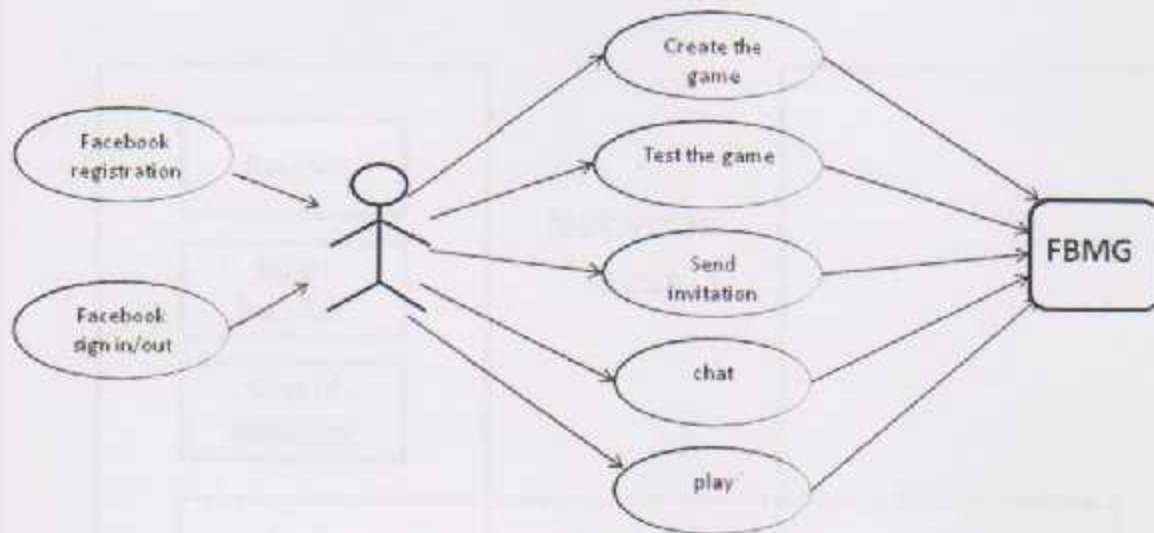 Create the
game
Facebook
registration
Test the game
FBMG
Send
invitation
Facebook
sign in/out
chat
play